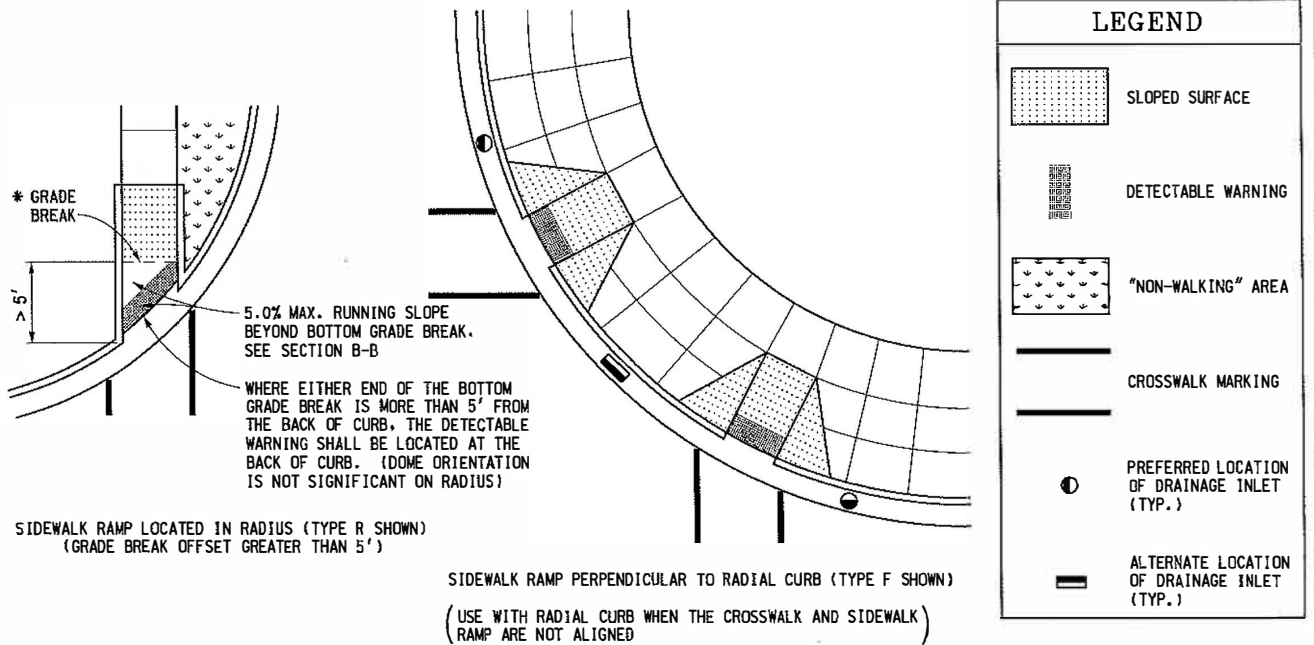 * GRADE
BREAK
> 5'
5.0% MAX. RUNNING SLOPE
BEYOND BOTTOM GRADE BREAK.
SEE SECTION B-B
WHERE EITHER END OF THE BOTTOM
GRADE BREAK IS MORE THAN 5' FROM
THE BACK OF CURB, THE DETECTABLE
WARNING SHALL BE LOCATED AT THE
BACK OF CURB. (DOME ORIENTATION
IS NOT SIGNIFICANT ON RADIUS)
SIDEWALK RAMP LOCATED IN RADIUS (TYPE R SHOWN)
(GRADE BREAK OFFSET GREATER THAN 5')
SIDEWALK RAMP PERPENDICULAR TO RADIAL CURB (TYPE F SHOWN)
(USE WITH RADIAL CURB WHEN THE CROSSWALK AND SIDEWALK
RAMP ARE NOT ALIGNED)
LEGEND
SLOPED SURFACE
DETECTABLE WARNING
"NON-WALKING" AREA
CROSSWALK MARKING
PREFERRED LOCATION
OF DRAINAGE INLET
(TYP.)
ALTERNATE LOCATION
OF DRAINAGE INLET
(TYP.)